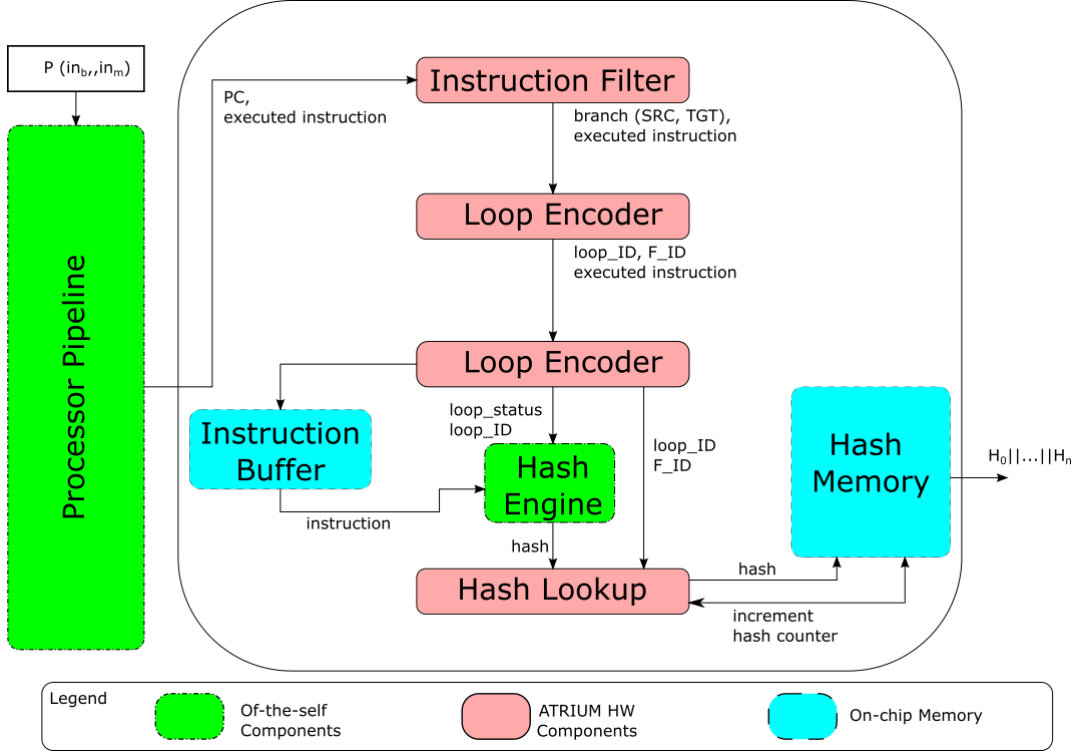 P (in_b,,in_m)
Processor Pipeline
PC,
executed instruction
Instruction Filter
branch (SRC, TGT),
executed instruction
Loop Encoder
loop_ID, F_ID
executed instruction
Loop Encoder
Instruction
Buffer
loop_status
loop_ID
loop_ID
F_ID
Hash
Engine
instruction
hash
Hash Lookup
hash
increment
hash counter
Hash
Memory
H₀||...||Hₙ
Legend
Of-the-self
Components
ATRIUM HW
Components
On-chip Memory